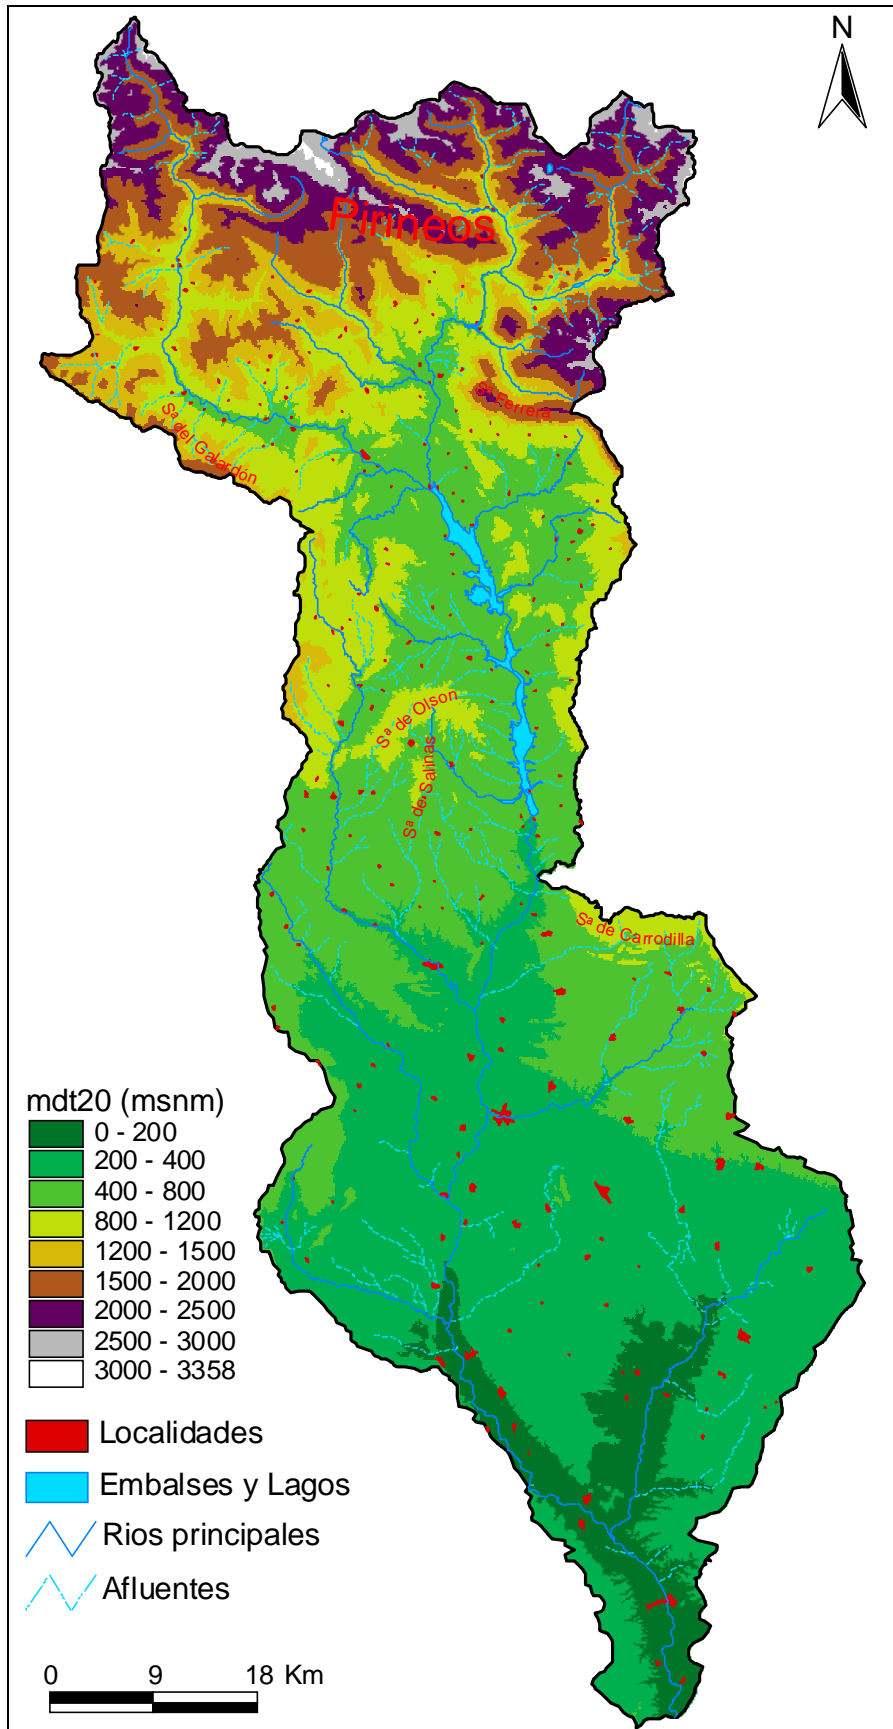 N
Pirineos
Sª Ferrera
Sª del Galardón
Sª de Olson
Sª de Salinas
Sª de Carrodilla
mdt20 (msnm)
0 - 200
200 - 400
400 - 800
800 - 1200
1200 - 1500
1500 - 2000
2000 - 2500
2500 - 3000
3000 - 3358
Localidades
Embalses y Lagos
Rios principales
Afluentes
0 9 18 Km